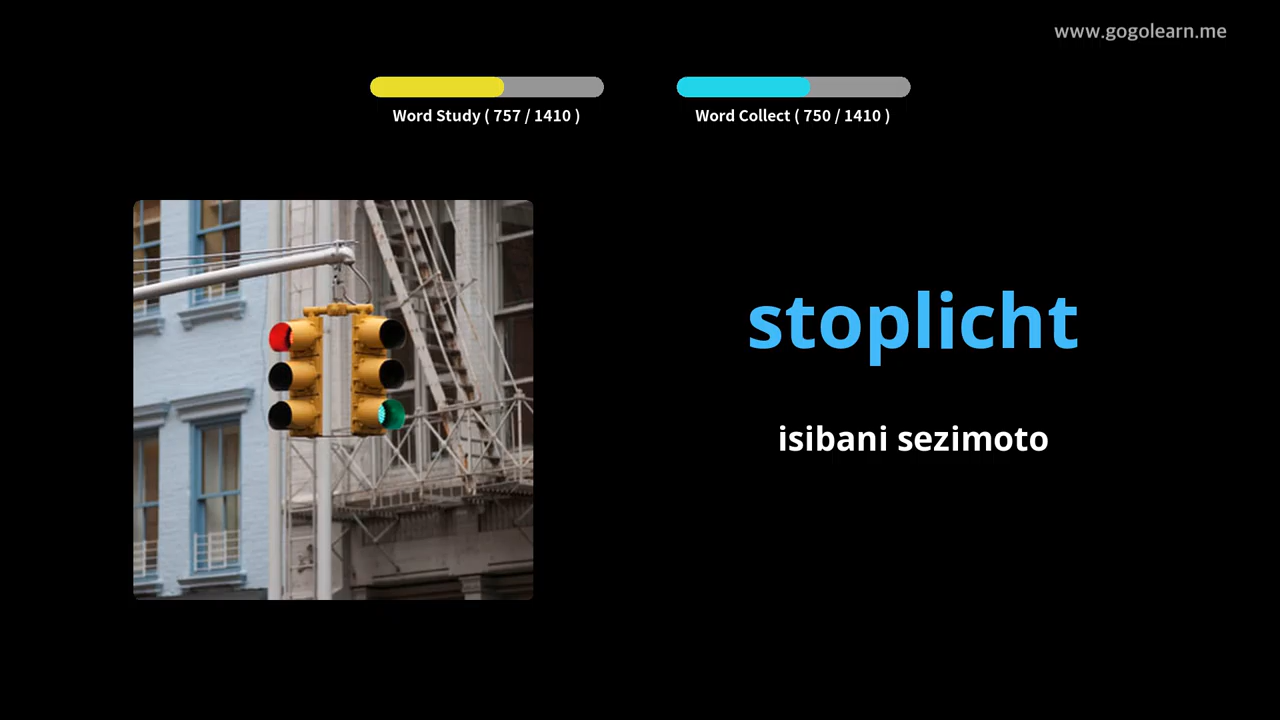 www.gogolearn.me
Word Study ( 757 / 1410 )
Word Collect ( 750 / 1410 )
stoplicht
isibani sezimoto